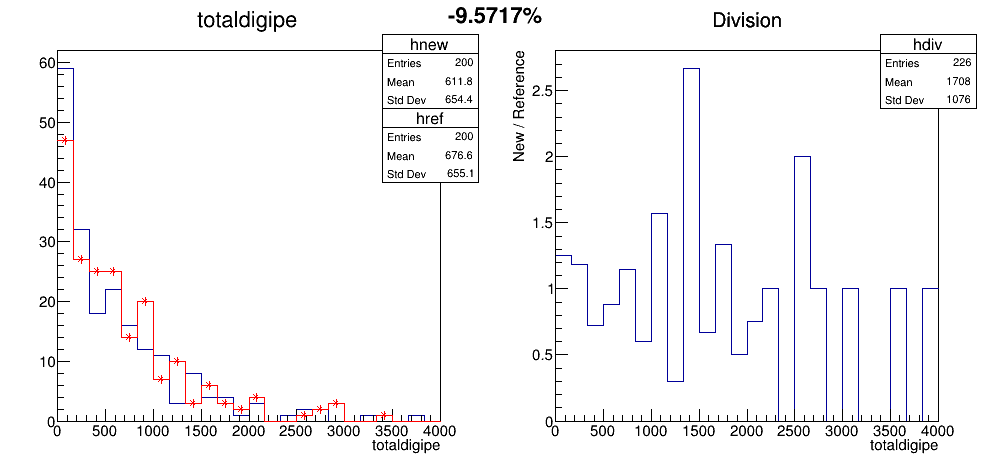 -9.5717%
totaldigipe
hnew
Entries 200
Mean 611.8
Std Dev 654.4
href
Entries 200
Mean 676.6
Std Dev 655.1
60
50
40
30
20
10
0
0 500 1000 1500 2000 2500 3000 3500 4000
totaldigipe
Division
hdiv
Entries 226
Mean 1708
Std Dev 1076
New / Reference
2.5
2
1.5
1
0.5
0
0 500 1000 1500 2000 2500 3000 3500 4000
totaldigipe